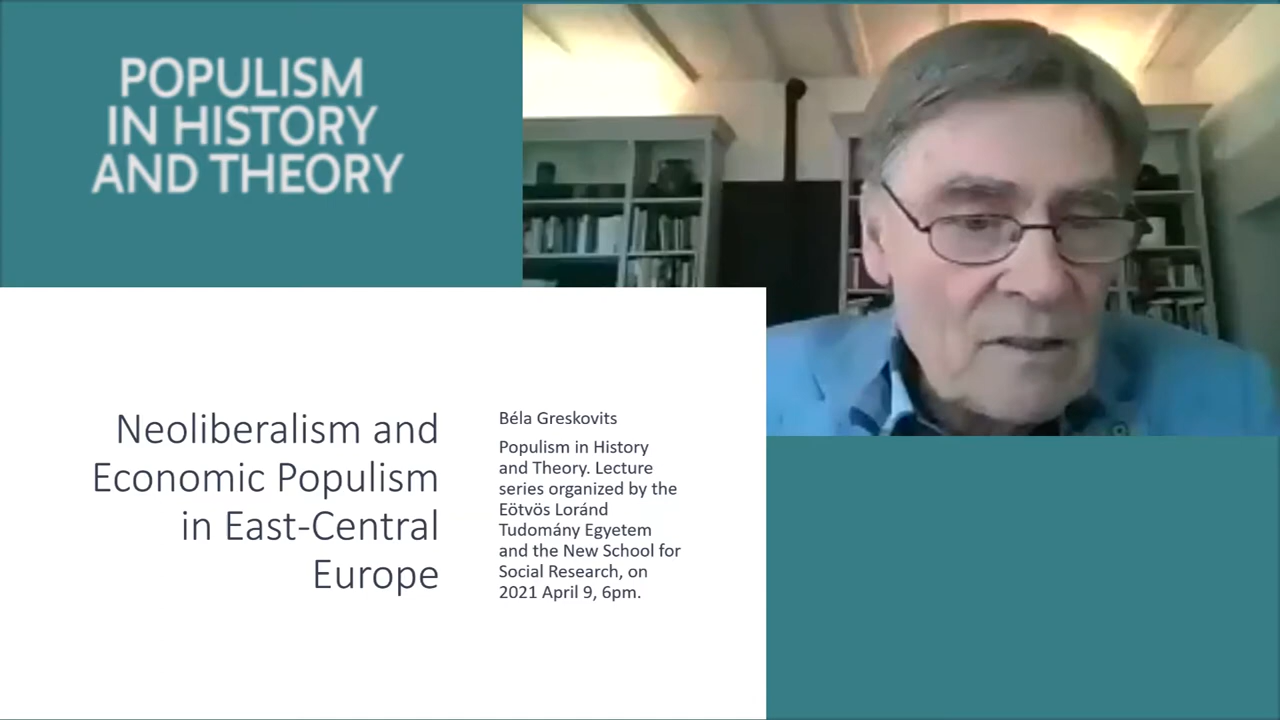 POPULISM
IN HISTORY
AND THEORY
Neoliberalism and
Economic Populism
in East-Central
Europe
Béla Greskovits
Populism in History
and Theory. Lecture
series organized by the
Eötvös Loránd
Tudomány Egyetem
and the New School for
Social Research, on
2021 April 9, 6pm.